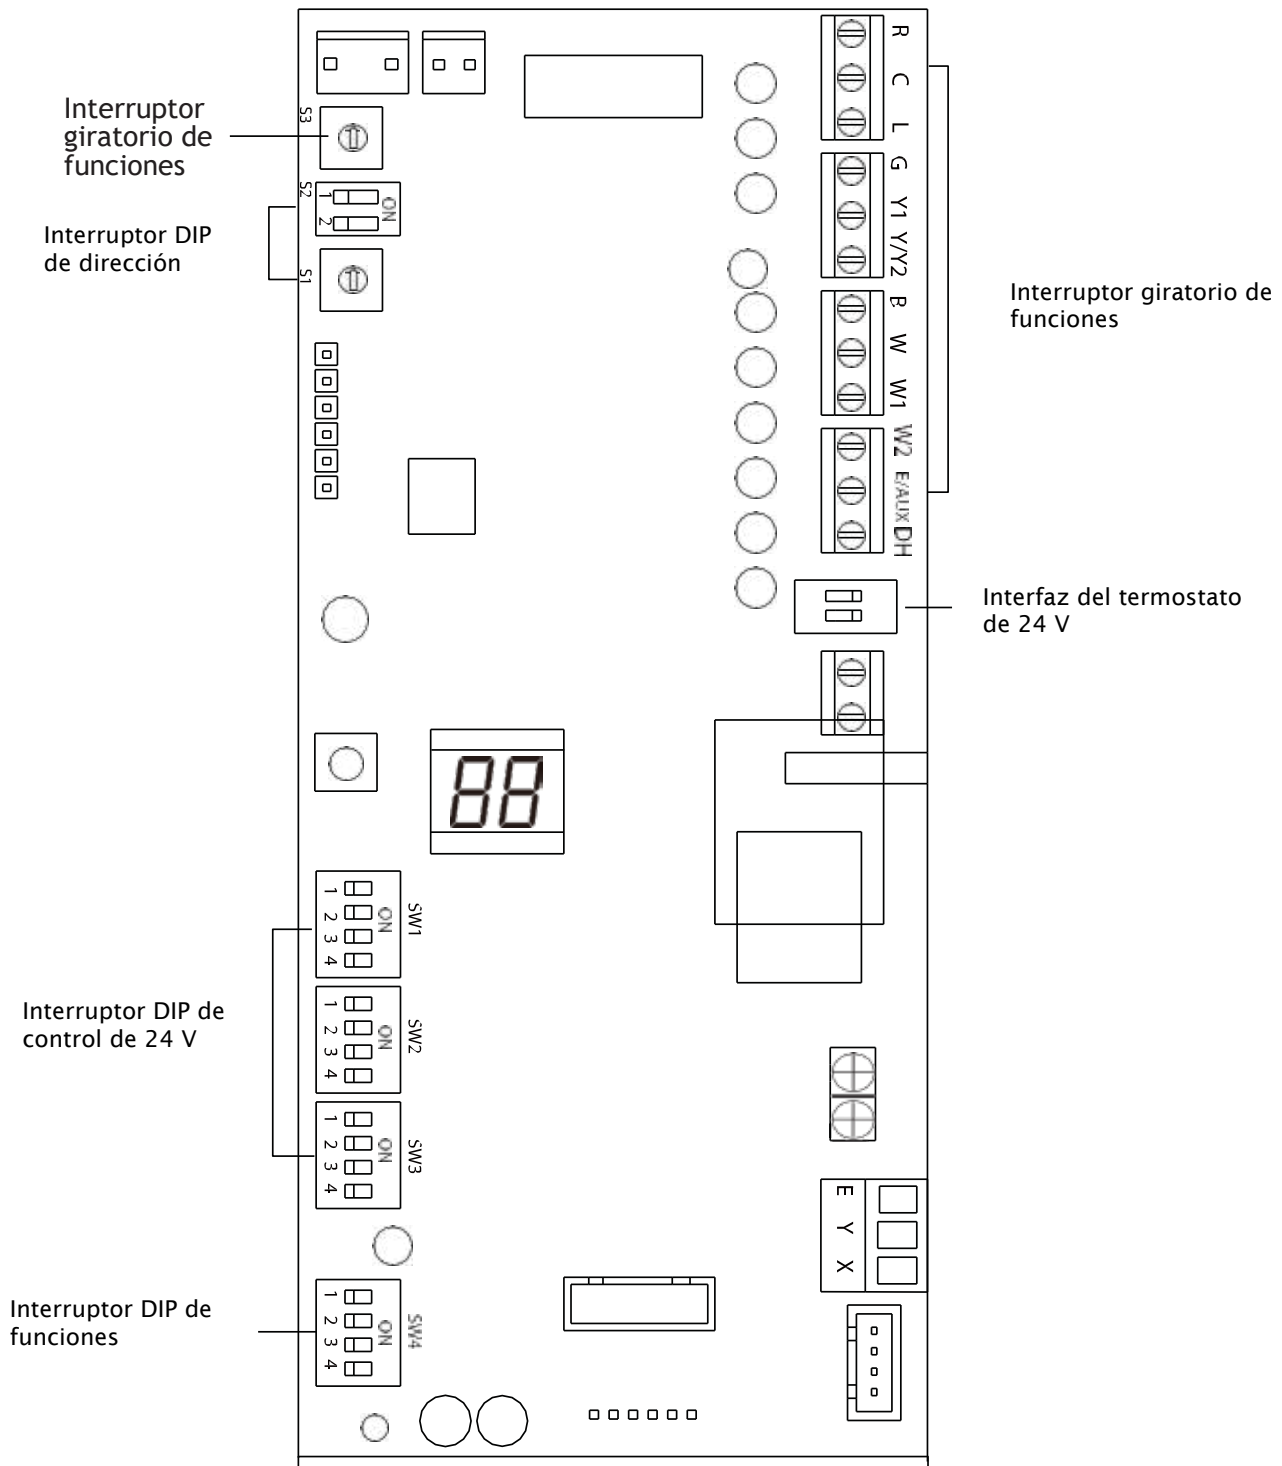 Interruptor
giratorio de
funciones
S3
S2
1
2
ON
Interruptor DIP
de dirección
S1
R
C
L
G
Y1
Y/Y2
B
W
W1
W2
E/AUX
DH
Interruptor giratorio de
funciones
Interfaz del termostato
de 24 V
88
1
2
3
4
ON
SW1
Interruptor DIP de
control de 24 V
1
2
3
4
ON
SW2
1
2
3
4
ON
SW3
E
Y
X
Interruptor DIP de
funciones
1
2
3
4
ON
SW4